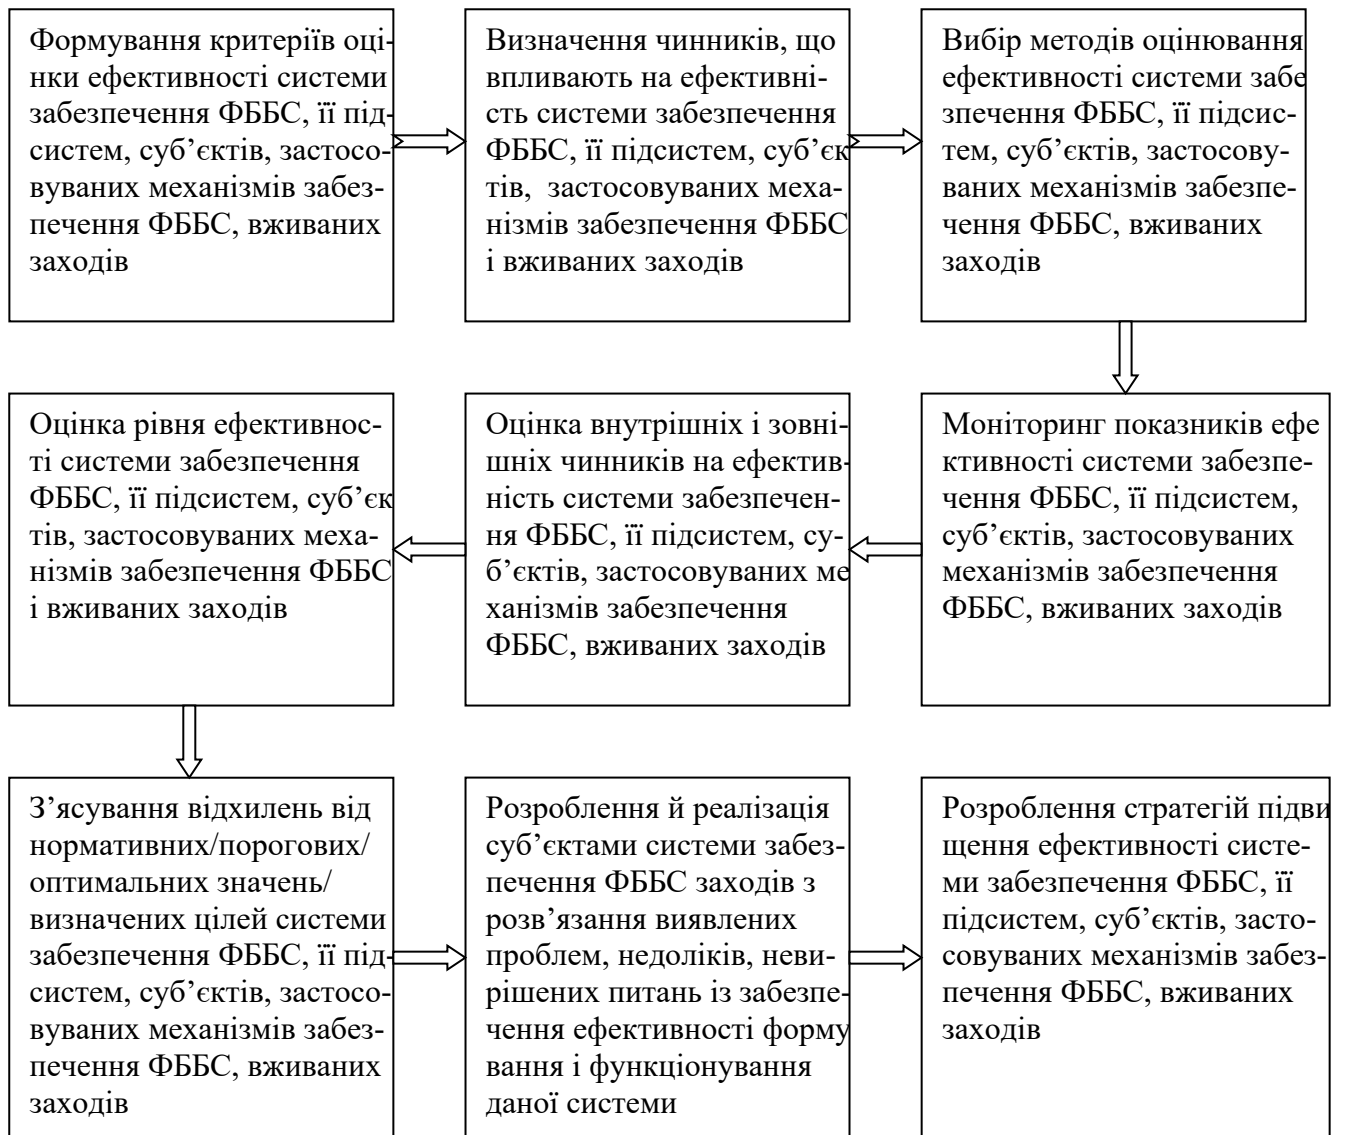 Формування критеріїв оці-
нки ефективності системи
забезпечення ФББС, її під-
систем, суб’єктів, застосо-
вуваних механізмів забез-
печення ФББС, вживаних
заходів
Визначення чинників, що
впливають на ефективні-
сть системи забезпечення
ФББС, її підсистем, суб’єк
тів, застосовуваних меха-
нізмів забезпечення ФББС
і вживаних заходів
Вибір методів оцінювання
ефективності системи забе
зпечення ФББС, її підсис-
тем, суб’єктів, застосову-
ваних механізмів забезпе-
чення ФББС, вживаних
заходів
Моніторинг показників ефе
ктивності системи забезпе-
чення ФББС, її підсистем,
суб’єктів, застосовуваних
механізмів забезпечення
ФББС, вживаних заходів
Оцінка внутрішніх і зовні-
шніх чинників на ефектив-
ність системи забезпечен-
ня ФББС, її підсистем, су-
б’єктів, застосовуваних ме
ханізмів забезпечення
ФББС, вживаних заходів
Оцінка рівня ефективнос-
ті системи забезпечення
ФББС, її підсистем, суб’єк
тів, застосовуваних меха-
нізмів забезпечення ФББС
і вживаних заходів
З’ясування відхилень від
нормативних/порогових/
оптимальних значень/
визначених цілей системи
забезпечення ФББС, її під-
систем, суб’єктів, застосо-
вуваних механізмів забез-
печення ФББС, вживаних
заходів
Розроблення й реалізація
суб’єктами системи забез-
печення ФББС заходів з
розв’язання виявлених
проблем, недоліків, неви-
рішених питань із забезпе-
чення ефективності форму
вання і функціонування
даної системи
Розроблення стратегій підви
щення ефективності систе-
ми забезпечення ФББС, її
підсистем, суб’єктів, засто-
совуваних механізмів забез-
печення ФББС, вживаних
заходів